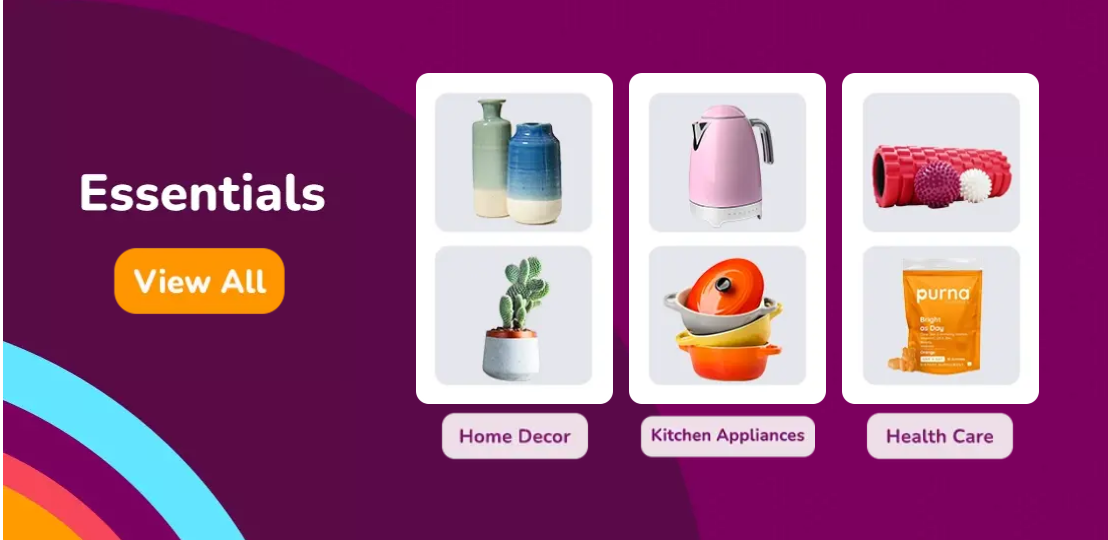 Essentials
View All
purna
Bright
as Day
Home Decor
Kitchen Appliances
Health Care